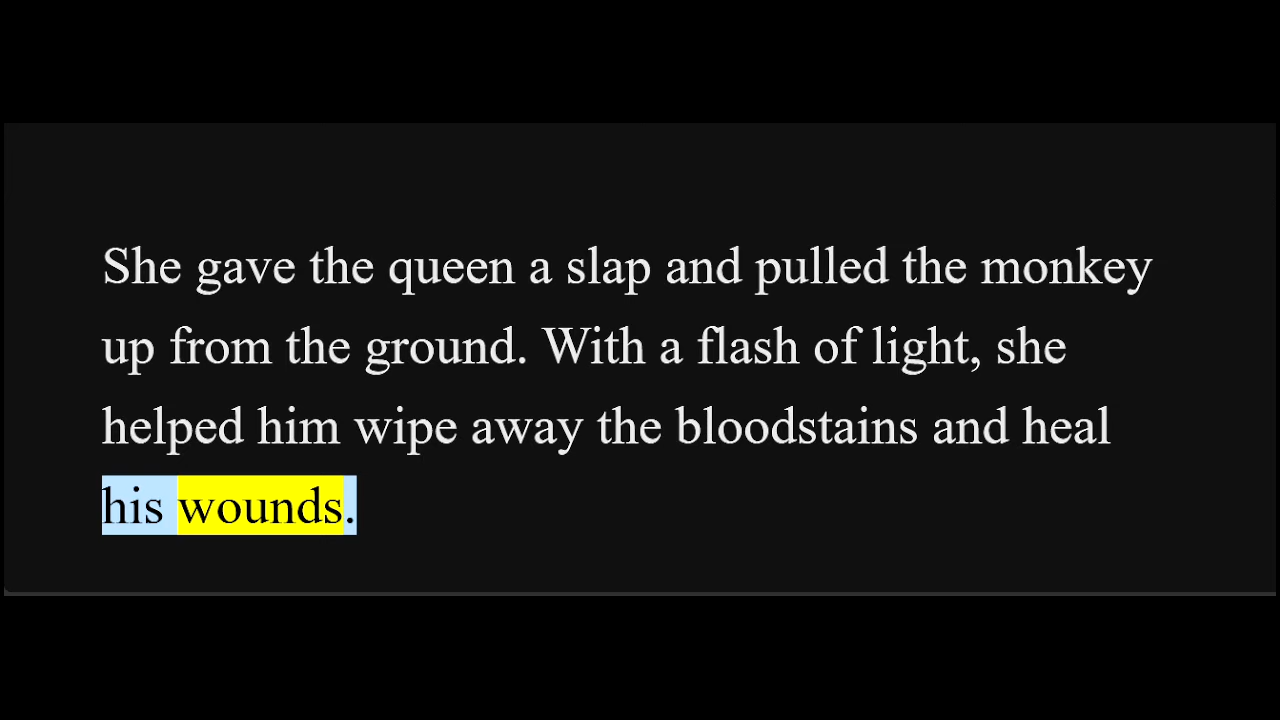 She gave the queen a slap and pulled the monkey
up from the ground. With a flash of light, she
helped him wipe away the bloodstains and heal
his wounds.